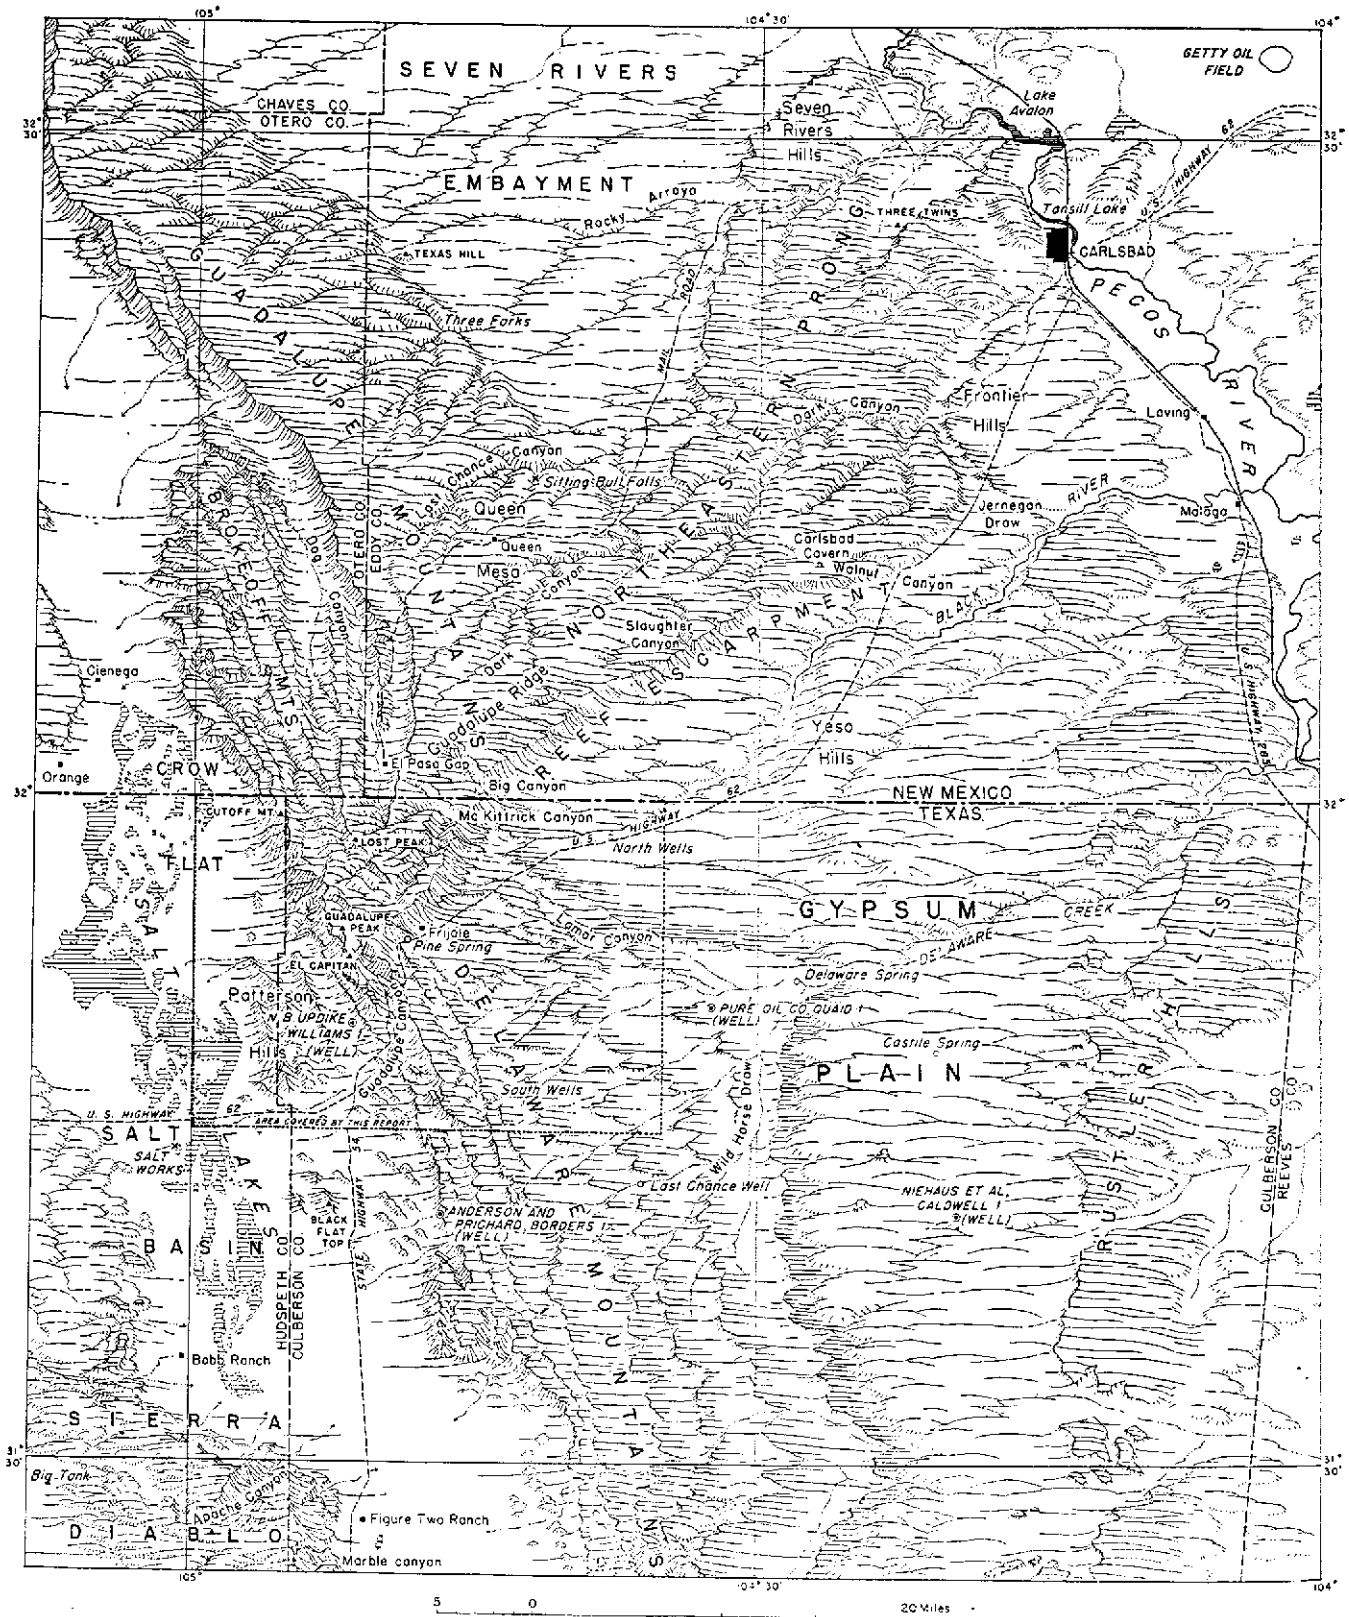 105°
104° 30'
104°
GETTY OIL
FIELD
SEVEN RIVERS
Lake
Avalon
CHAVES CO.
OTERO CO.
Seven
Rivers
Hills
32°
30'
32°
30'
U.S. HIGHWAY 62
EMBAYMENT
Rocky Arroyo
Tansill Lake
THREE TWINS
CARLSBAD
TEXAS HILL
GUADALUPE
MOUNTAINS
PECOS
RIVER
Three Forks
MAIL ROAD
NORTHEASTERN PRONG
Dark Canyon
Frontier
Hills
Loving
Last Chance Canyon
Sitting Bull Falls
BROKEOFF MTS
Dog Canyon
OTERO CO.
EDDY CO.
Queen
Queen
Mesa
Jernegan
Draw
BLACK RIVER
Malaga
Carlsbad
Cavern
Walnut Canyon
Dark Canyon
Slaughter
Canyon
Guadalupe Ridge
REEF ESCARPMENT
Cienega
U.S. HIGHWAY 285
Yeso
Hills
Orange
CROW
El Paso Gap
Big Canyon
32°
NEW MEXICO
TEXAS
32°
CUTOFF MT.
Mc Kittrick Canyon
U.S. HIGHWAY 62
North Wells
LOST PEAK
FLAT
SALT
GUADALUPE
PEAK
Frijole
Pine Spring
Lamar Canyon
GYPSUM
DELAWARE CREEK
EL CAPITAN
Delaware Spring
RUSTLER HILLS
Patterson
Hills
N. B. UPDIKE
WILLIAMS
(WELL)
Guadalupe Canyon
DELAWARE
MOUNTAINS
PURE OIL CO. QUAID 1
(WELL)
Castile Spring
PLAIN
South Wells
Wild Horse Draw
U. S. HIGHWAY 62
AREA COVERED BY THIS REPORT
SALT
LAKES
SALT
WORKS
STATE HIGHWAY 54
CULBERSON CO
REEVES CO
Last Chance Well
NIEHAUS ET AL,
CALDWELL 1
(WELL)
ANDERSON AND
PRICHARD, BORDERS 1
(WELL)
BLACK
FLAT
TOP
BASIN
HUDSPETH CO.
CULBERSON CO.
Babb Ranch
SIERRA
31°
30'
31°
30'
Big Tank
Apache Canyon
DIABLO
Figure Two Ranch
Marble canyon
105°
104° 30'
104°
5 0 20 Miles